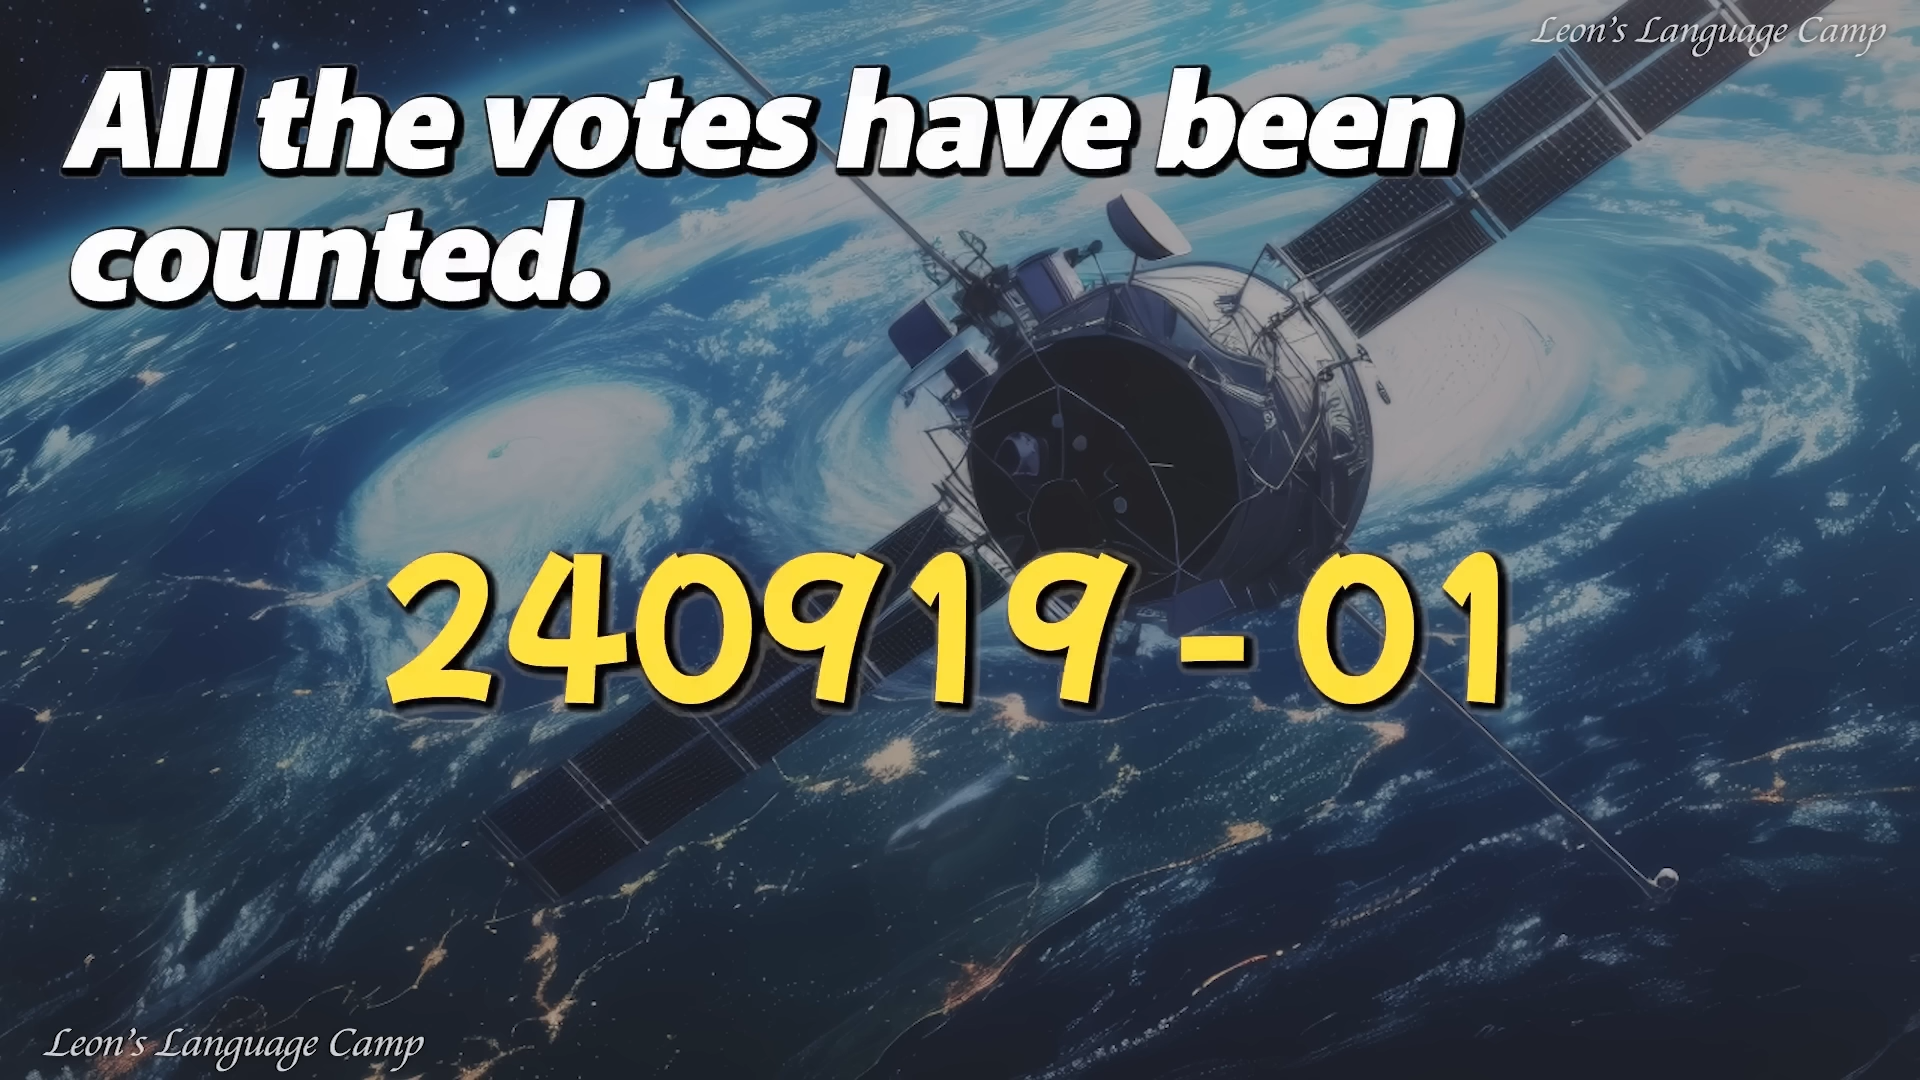 Leon's Language Camp
All the votes have been
counted.
240919-01
Leon's Language Camp